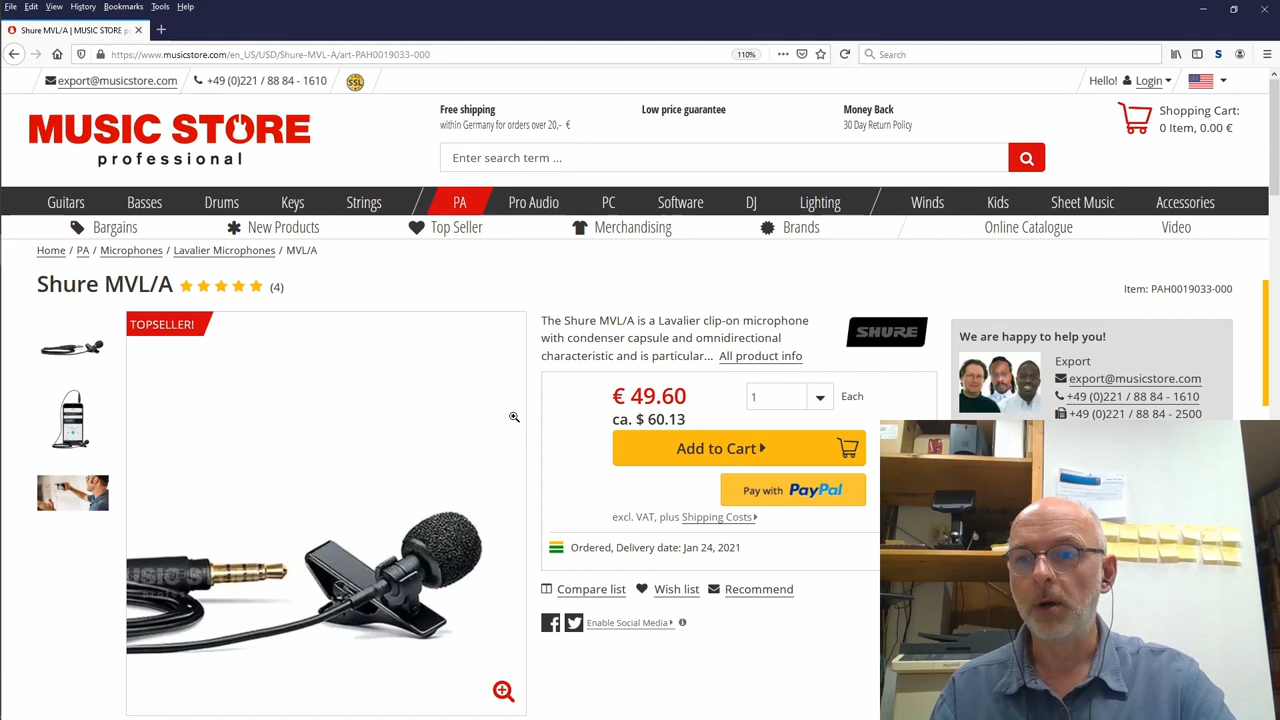 File Edit View History Bookmarks Tools Help
Shure MVL/A | MUSIC STORE pr
https://www.musicstore.com/en_US/USD/Shure-MVL-A/art-PAH0019033-000
110%
Search
export@musicstore.com
+49 (0)221 / 88 84 - 1610
SSL
Hello! Login
MUSIC STORE
professional
Free shipping
within Germany for orders over 20,- €
Low price guarantee
Money Back
30 Day Return Policy
Shopping Cart:
0 Item, 0.00 €
Enter search term ...
Guitars Basses Drums Keys Strings PA Pro Audio PC Software DJ Lighting Winds Kids Sheet Music Accessories
Bargains New Products Top Seller Merchandising Brands Online Catalogue Video
Home / PA / Microphones / Lavalier Microphones / MVL/A
Shure MVL/A (4)
Item: PAH0019033-000
TOPSELLER!
The Shure MVL/A is a Lavalier clip-on microphone
with condenser capsule and omnidirectional
characteristic and is particular... All product info
SHURE
€ 49.60
ca. $ 60.13
1 Each
Add to Cart
Pay with PayPal
excl. VAT, plus Shipping Costs
Ordered, Delivery date: Jan 24, 2021
Compare list Wish list Recommend
Enable Social Media
We are happy to help you!
Export
export@musicstore.com
+49 (0)221 / 88 84 - 1610
+49 (0)221 / 88 84 - 2500